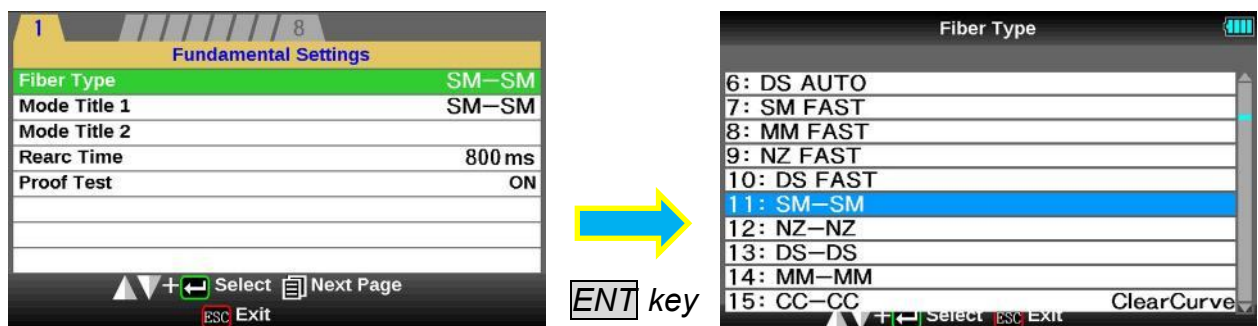 1 8
Fundamental Settings
Fiber Type SM-SM
Mode Title 1 SM-SM
Mode Title 2
Rearc Time 800 ms
Proof Test ON
+ Select Next Page
ESC Exit
ENT key
Fiber Type
6: DS AUTO
7: SM FAST
8: MM FAST
9: NZ FAST
10: DS FAST
11: SM-SM
12: NZ-NZ
13: DS-DS
14: MM-MM
15: CC-CC ClearCurve
+ Select ESC Exit